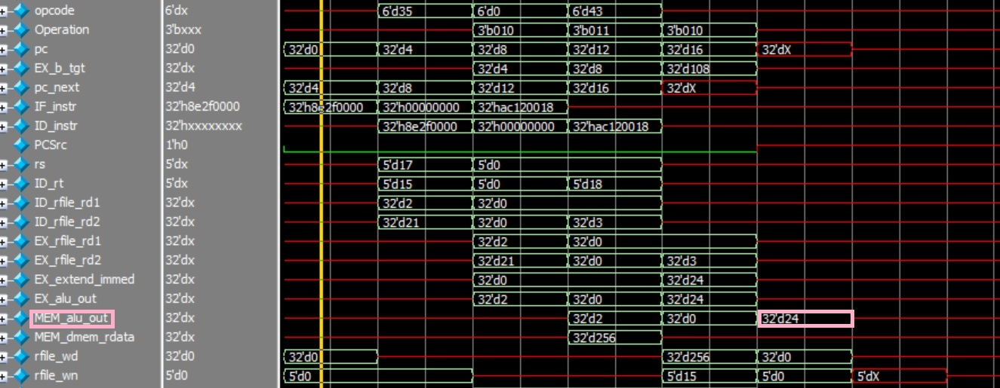 opcode 6'dx 6'd35 6'd0 6'd43
Operation 3'bxxx 3'b010 3'b011 3'b010
pc 32'd0 32'd0 32'd4 32'd8 32'd12 32'd16 32'dX
EX_b_tgt 32'dx 32'd4 32'd8 32'd108
pc_next 32'd4 32'd4 32'd8 32'd12 32'd16 32'dX
IF_instr 32'h8e2f0000 32'h8e2f0000 32'h00000000 32'hac120018
ID_instr 32'hxxxxxxxx 32'h8e2f0000 32'h00000000 32'hac120018
PCSrc 1'h0
rs 5'dx 5'd17 5'd0
ID_rt 5'dx 5'd15 5'd0 5'd18
ID_rfile_rd1 32'dx 32'd2 32'd0
ID_rfile_rd2 32'dx 32'd21 32'd0 32'd3
EX_rfile_rd1 32'dx 32'd2 32'd0
EX_rfile_rd2 32'dx 32'd21 32'd0 32'd3
EX_extend_immed 32'dx 32'd0 32'd24
EX_alu_out 32'dx 32'd2 32'd0 32'd24
MEM_alu_out 32'dx 32'd2 32'd0 32'd24
MEM_dmem_rdata 32'dx 32'd256
rfile_wd 32'd0 32'd0 32'd256 32'd0
rfile_wn 5'd0 5'd0 5'd15 5'd0 5'dX